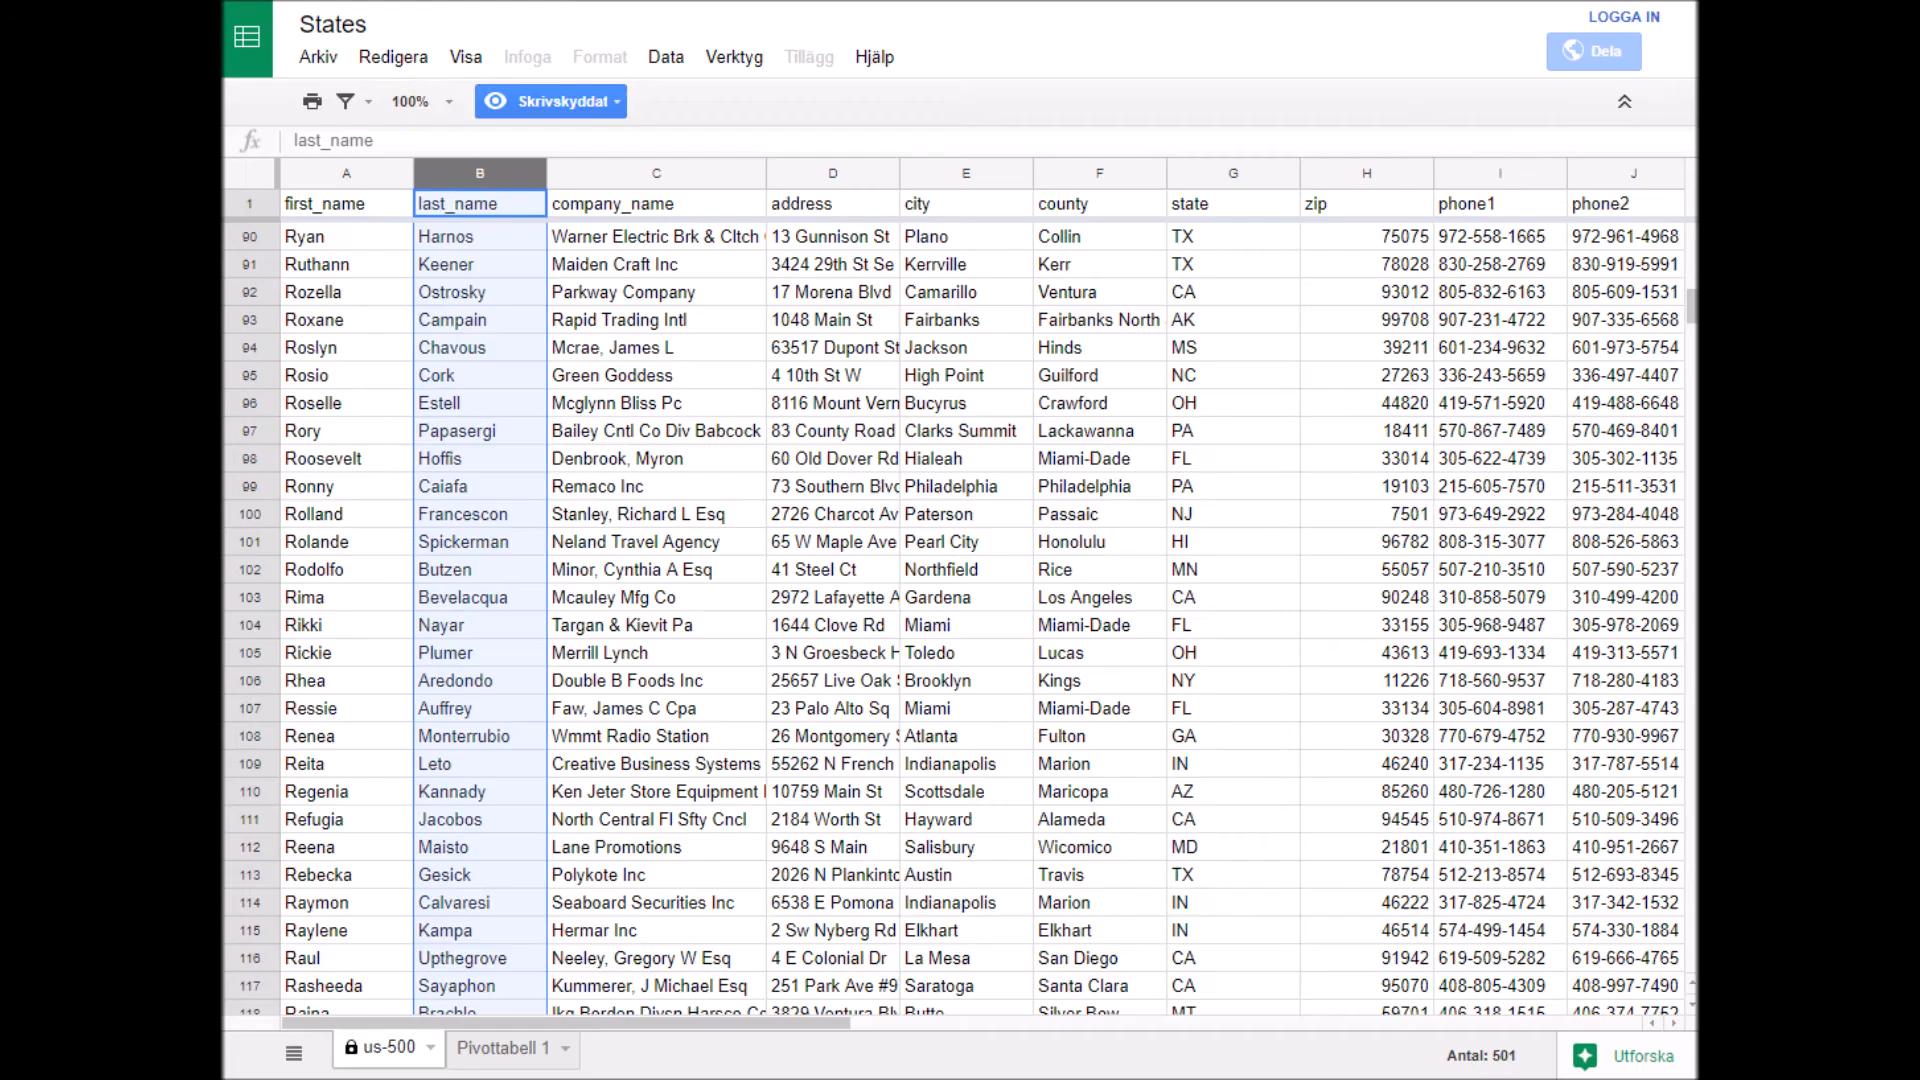 States
LOGGA IN
Arkiv Redigera Visa Infoga Format Data Verktyg Tillägg Hjälp
Dela
100% Skrivskyddat
fx last_name
A B C D E F G H I J
1 first_name last_name company_name address city county state zip phone1 phone2
90 Ryan Harnos Warner Electric Brk & Cltch 13 Gunnison St Plano Collin TX 75075 972-558-1665 972-961-4968
91 Ruthann Keener Maiden Craft Inc 3424 29th St Se Kerrville Kerr TX 78028 830-258-2769 830-919-5991
92 Rozella Ostrosky Parkway Company 17 Morena Blvd Camarillo Ventura CA 93012 805-832-6163 805-609-1531
93 Roxane Campain Rapid Trading Intl 1048 Main St Fairbanks Fairbanks North AK 99708 907-231-4722 907-335-6568
94 Roslyn Chavous Mcrae, James L 63517 Dupont St Jackson Hinds MS 39211 601-234-9632 601-973-5754
95 Rosio Cork Green Goddess 4 10th St W High Point Guilford NC 27263 336-243-5659 336-497-4407
96 Roselle Estell Mcglynn Bliss Pc 8116 Mount Vern Bucyrus Crawford OH 44820 419-571-5920 419-488-6648
97 Rory Papasergi Bailey Cntl Co Div Babcock 83 County Road Clarks Summit Lackawanna PA 18411 570-867-7489 570-469-8401
98 Roosevelt Hoffis Denbrook, Myron 60 Old Dover Rd Hialeah Miami-Dade FL 33014 305-622-4739 305-302-1135
99 Ronny Caiafa Remaco Inc 73 Southern Blvd Philadelphia Philadelphia PA 19103 215-605-7570 215-511-3531
100 Rolland Francescon Stanley, Richard L Esq 2726 Charcot Av Paterson Passaic NJ 7501 973-649-2922 973-284-4048
101 Rolande Spickerman Neland Travel Agency 65 W Maple Ave Pearl City Honolulu HI 96782 808-315-3077 808-526-5863
102 Rodolfo Butzen Minor, Cynthia A Esq 41 Steel Ct Northfield Rice MN 55057 507-210-3510 507-590-5237
103 Rima Bevelacqua Mcauley Mfg Co 2972 Lafayette A Gardena Los Angeles CA 90248 310-858-5079 310-499-4200
104 Rikki Nayar Targan & Kievit Pa 1644 Clove Rd Miami Miami-Dade FL 33155 305-968-9487 305-978-2069
105 Rickie Plumer Merrill Lynch 3 N Groesbeck H Toledo Lucas OH 43613 419-693-1334 419-313-5571
106 Rhea Aredondo Double B Foods Inc 25657 Live Oak Brooklyn Kings NY 11226 718-560-9537 718-280-4183
107 Ressie Auffrey Faw, James C Cpa 23 Palo Alto Sq Miami Miami-Dade FL 33134 305-604-8981 305-287-4743
108 Renea Monterrubio Wmmt Radio Station 26 Montgomery Atlanta Fulton GA 30328 770-679-4752 770-930-9967
109 Reita Leto Creative Business Systems 55262 N French Indianapolis Marion IN 46240 317-234-1135 317-787-5514
110 Regenia Kannady Ken Jeter Store Equipment 10759 Main St Scottsdale Maricopa AZ 85260 480-726-1280 480-205-5121
111 Refugia Jacobos North Central Fl Sfty Cncl 2184 Worth St Hayward Alameda CA 94545 510-974-8671 510-509-3496
112 Reena Maisto Lane Promotions 9648 S Main Salisbury Wicomico MD 21801 410-351-1863 410-951-2667
113 Rebecka Gesick Polykote Inc 2026 N Plankinto Austin Travis TX 78754 512-213-8574 512-693-8345
114 Raymon Calvaresi Seaboard Securities Inc 6538 E Pomona Indianapolis Marion IN 46222 317-825-4724 317-342-1532
115 Raylene Kampa Hermar Inc 2 Sw Nyberg Rd Elkhart Elkhart IN 46514 574-499-1454 574-330-1884
116 Raul Upthegrove Neeley, Gregory W Esq 4 E Colonial Dr La Mesa San Diego CA 91942 619-509-5282 619-666-4765
117 Rasheeda Sayaphon Kummerer, J Michael Esq 251 Park Ave #9 Saratoga Santa Clara CA 95070 408-805-4309 408-997-7490
118 Raina Brachle Ikg Borden Divsn Harsco Co 3829 Ventura Blv Butte Silver Bow MT 59701 406-318-1515 406-374-7752
us-500 Pivottabell 1 Antal: 501 Utforska